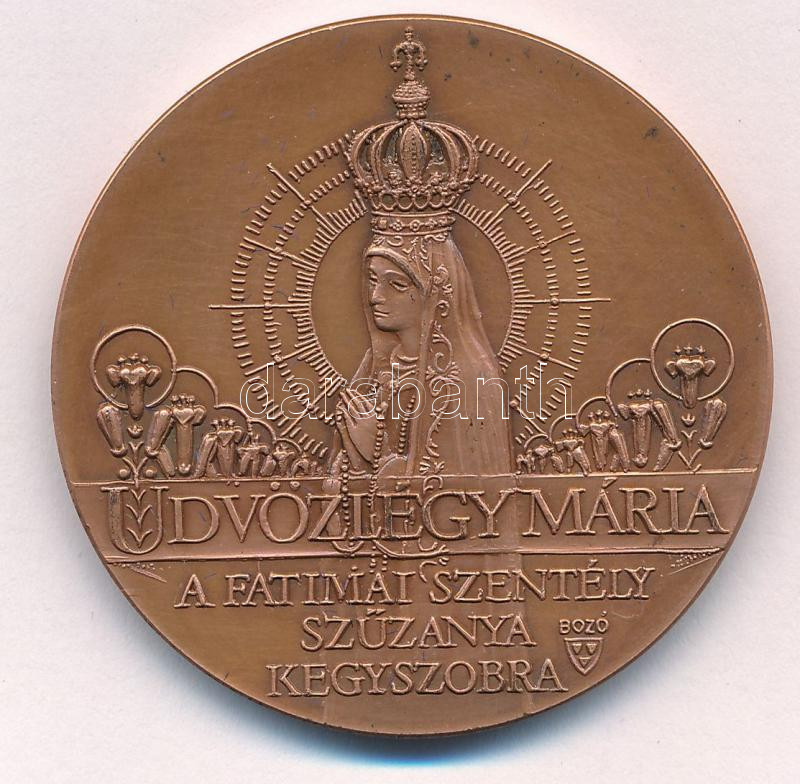 darabanth
ÜDVÖZLÉGY MÁRIA
A FATIMAI SZENTÉLY
SZŰZANYA
BOZÓ
KEGYSZOBRA